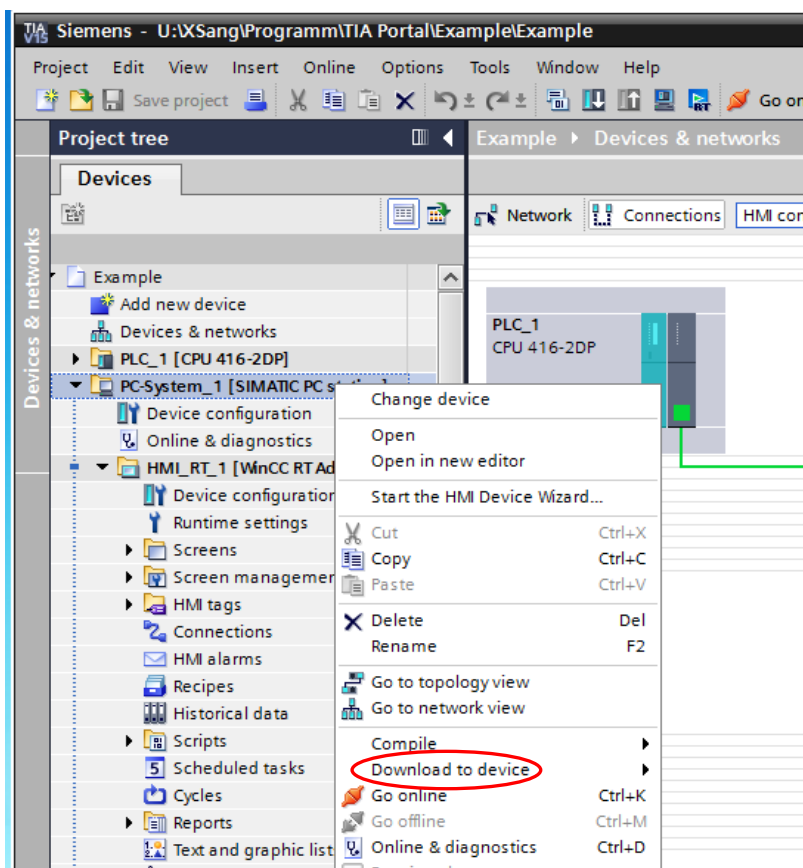 TIA V15 Siemens - U:\XSang\Programm\TIA Portal\Example\Example
Project Edit View Insert Online Options Tools Window Help
Save project RT Go on
Project tree
Example Devices & networks
Devices
Network Connections HMI con
Devices & networks
Example
Add new device
Devices & networks
PLC_1 [CPU 416-2DP]
PC-System_1 [SIMATIC PC station]
Device configuration
Online & diagnostics
HMI_RT_1 [WinCC RT Ad
Device configuration
Runtime settings
Screens
Screen managemen
HMI tags
Connections
HMI alarms
Recipes
Historical data
Scripts
Scheduled tasks
Cycles
Reports
Text and graphic list
PLC_1
CPU 416-2DP
Change device
Open
Open in new editor
Start the HMI Device Wizard...
Cut Ctrl+X
Copy Ctrl+C
Paste Ctrl+V
Delete Del
Rename F2
Go to topology view
Go to network view
Compile
Download to device
Go online Ctrl+K
Go offline Ctrl+M
Online & diagnostics Ctrl+D